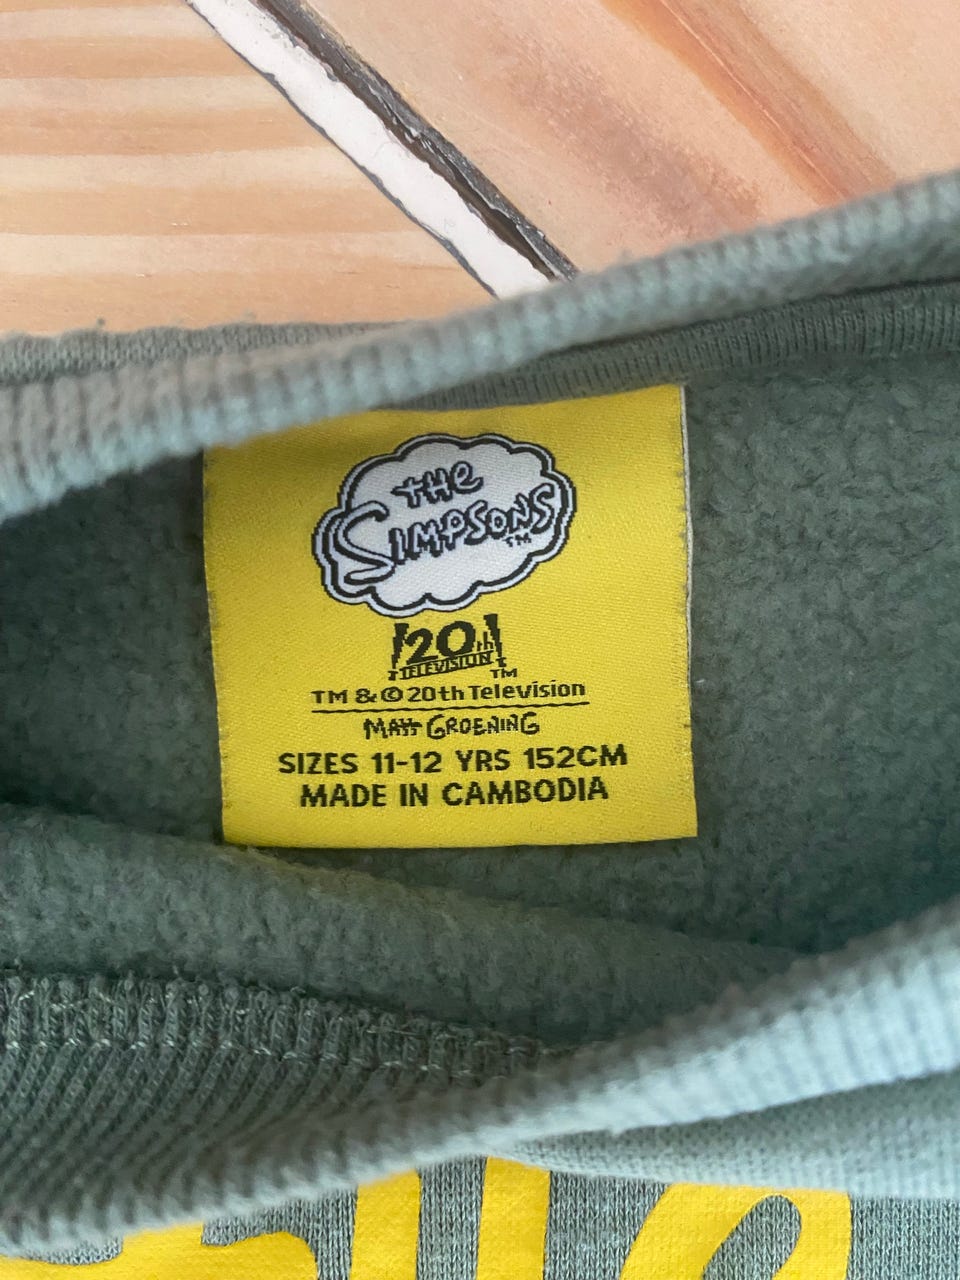 THE
SIMPSONS
TM
20th
TELEVISION
TM
TM & © 20th Television
MATT GROENING
SIZES 11-12 YRS 152CM
MADE IN CAMBODIA